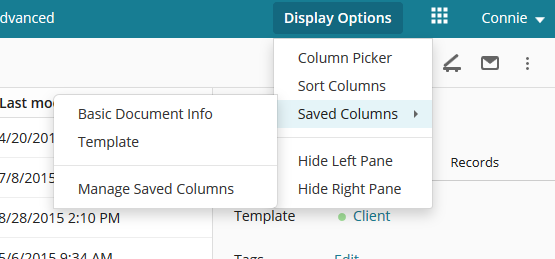 dvanced
Display Options
Connie
Column Picker
Sort Columns
Saved Columns
Hide Left Pane
Hide Right Pane
Basic Document Info
Template
Manage Saved Columns
Last mo
4/20/2015
7/8/2015
8/28/2015 2:10 PM
5/6/2015 9:34 AM
Records
Template
Client
Tags
Edit